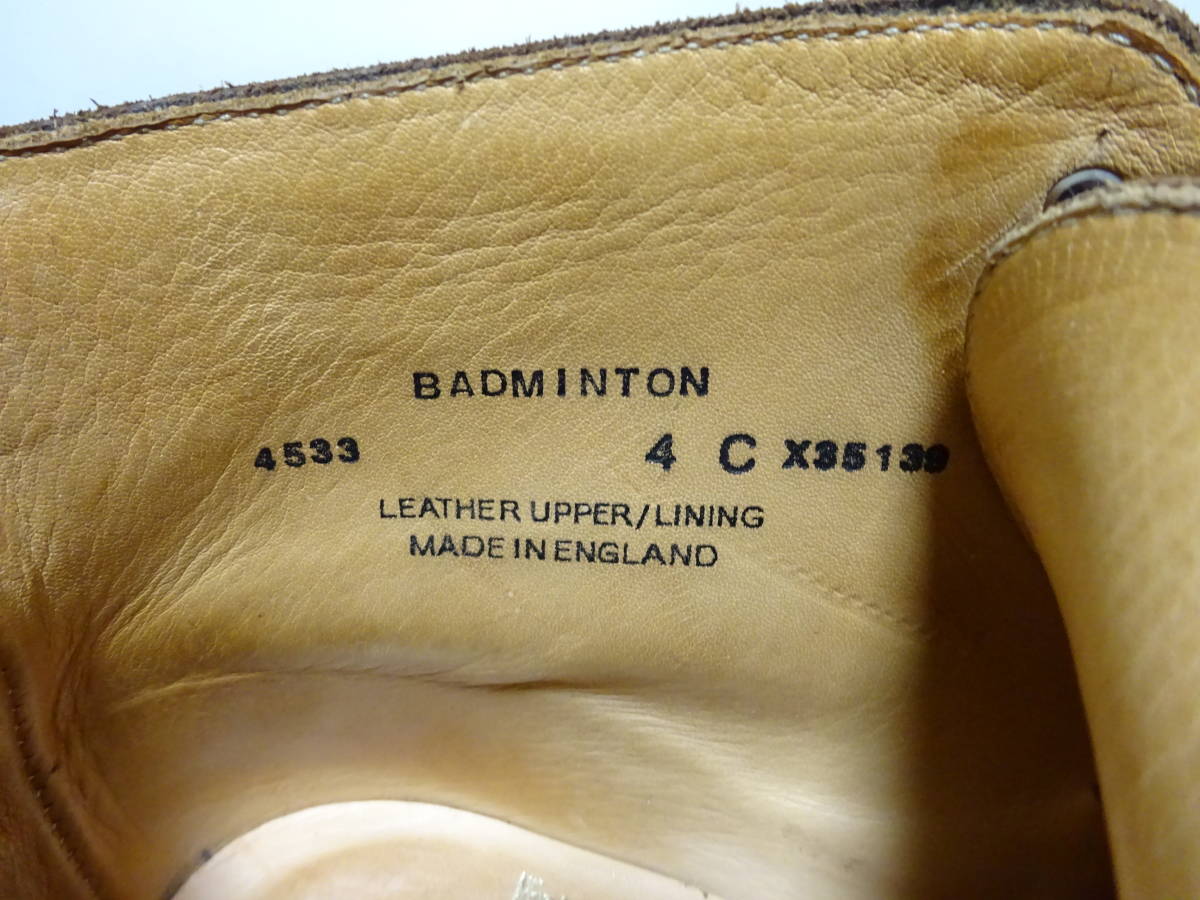 BADMINTON
4533 4 C X35139
LEATHER UPPER/LINING
MADE IN ENGLAND